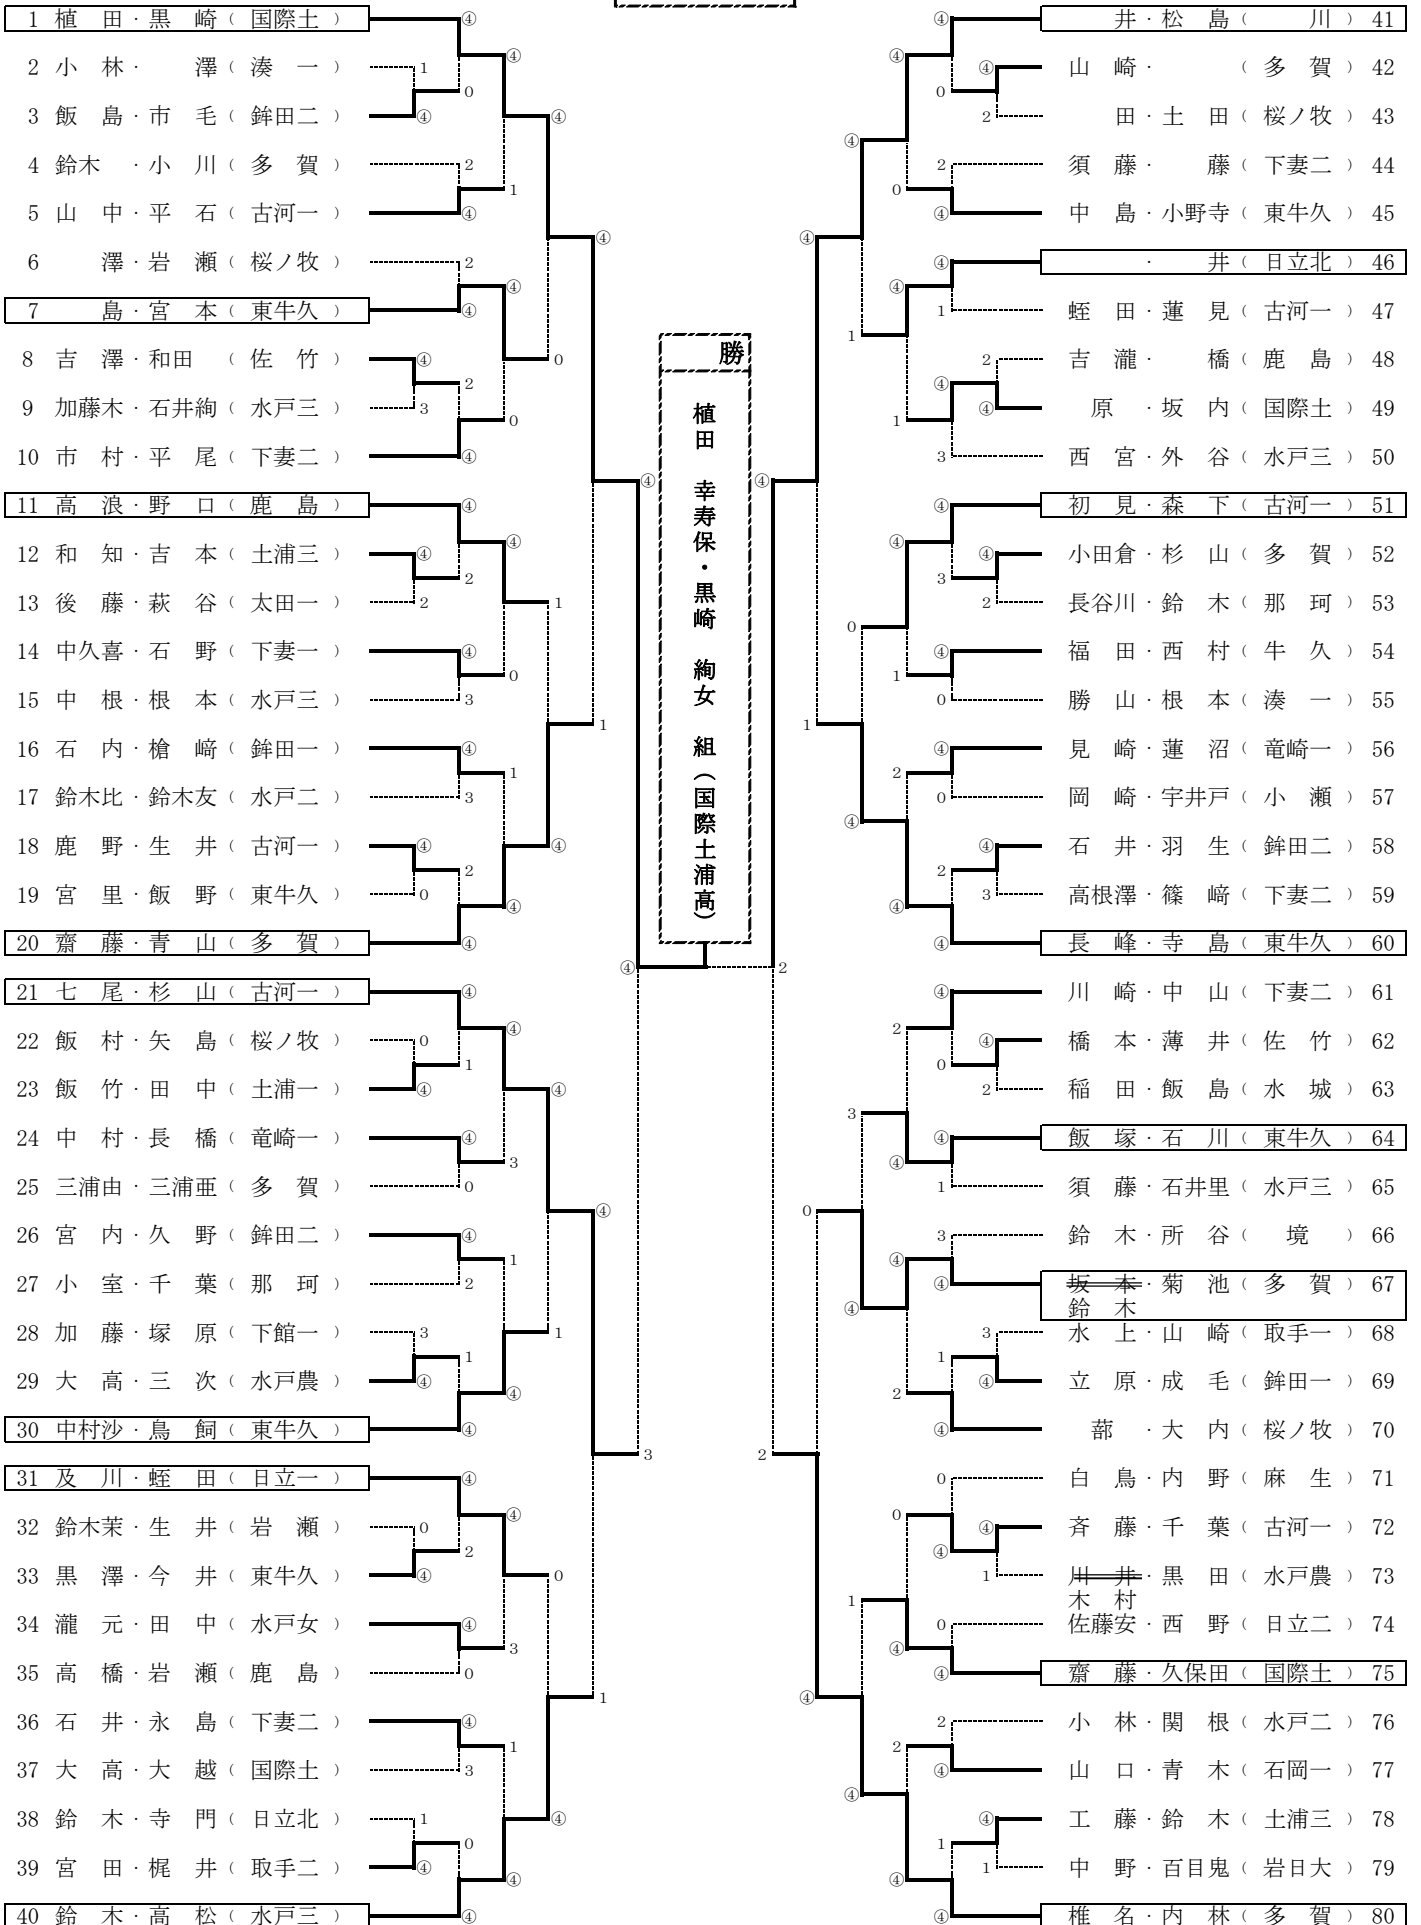 1 植 田・黒 崎（ 国際土 ）
2 小 林・ 澤（ 湊 一 ）
3 飯 島・市 毛（ 鉾田二 ）
4 鈴木 ・小 川（ 多 賀 ）
5 山 中・平 石（ 古河一 ）
6 澤・岩 瀬（ 桜ノ牧 ）
7 島・宮 本（ 東牛久 ）
8 吉 澤・和田 （ 佐 竹 ）
9 加藤木・石井絢（ 水戸三 ）
10 市 村・平 尾（ 下妻二 ）
11 高 浪・野 口（ 鹿 島 ）
12 和 知・吉 本（ 土浦三 ）
13 後 藤・萩 谷（ 太田一 ）
14 中久喜・石 野（ 下妻一 ）
15 中 根・根 本（ 水戸三 ）
16 石 内・槍 﨑（ 鉾田一 ）
17 鈴木比・鈴木友（ 水戸二 ）
18 鹿 野・生 井（ 古河一 ）
19 宮 里・飯 野（ 東牛久 ）
20 齋 藤・青 山（ 多 賀 ）
21 七 尾・杉 山（ 古河一 ）
22 飯 村・矢 島（ 桜ノ牧 ）
23 飯 竹・田 中（ 土浦一 ）
24 中 村・長 橋（ 竜崎一 ）
25 三浦由・三浦亜（ 多 賀 ）
26 宮 内・久 野（ 鉾田二 ）
27 小 室・千 葉（ 那 珂 ）
28 加 藤・塚 原（ 下館一 ）
29 大 高・三 次（ 水戸農 ）
30 中村沙・鳥 飼（ 東牛久 ）
31 及 川・蛭 田（ 日立一 ）
32 鈴木茉・生 井（ 岩 瀬 ）
33 黒 澤・今 井（ 東牛久 ）
34 瀧 元・田 中（ 水戸女 ）
35 高 橋・岩 瀬（ 鹿 島 ）
36 石 井・永 島（ 下妻二 ）
37 大 高・大 越（ 国際土 ）
38 鈴 木・寺 門（ 日立北 ）
39 宮 田・梶 井（ 取手二 ）
40 鈴 木・高 松（ 水戸三 ）
勝
植田 幸寿保・黒崎 絢女 組（国際土浦高）
井・松 島（ 川 41
山 崎・ （ 多 賀 ） 42
田・土 田（ 桜ノ牧 ） 43
須 藤・ 藤（ 下妻二 ） 44
中 島・小野寺（ 東牛久 ） 45
・ 井（ 日立北 ） 46
蛭 田・蓮 見（ 古河一 ） 47
吉 瀧・ 橋（ 鹿 島 ） 48
原 ・坂 内（ 国際土 ） 49
西 宮・外 谷（ 水戸三 ） 50
初 見・森 下（ 古河一 ） 51
小田倉・杉 山（ 多 賀 ） 52
長谷川・鈴 木（ 那 珂 ） 53
福 田・西 村（ 牛 久 ） 54
勝 山・根 本（ 湊 一 ） 55
見 崎・蓮 沼（ 竜崎一 ） 56
岡 崎・宇井戸（ 小 瀬 ） 57
石 井・羽 生（ 鉾田二 ） 58
高根澤・篠 﨑（ 下妻二 ） 59
長 峰・寺 島（ 東牛久 ） 60
川 崎・中 山（ 下妻二 ） 61
橋 本・薄 井（ 佐 竹 ） 62
稲 田・飯 島（ 水 城 ） 63
飯 塚・石 川（ 東牛久 ） 64
須 藤・石井里（ 水戸三 ） 65
鈴 木・所 谷（ 境 ） 66
坂 本・菊 池（ 多 賀 ） 67
鈴 木
水 上・山 崎（ 取手一 ） 68
立 原・成 毛（ 鉾田一 ） 69
蔀 ・大 内（ 桜ノ牧 ） 70
白 鳥・内 野（ 麻 生 ） 71
斉 藤・千 葉（ 古河一 ） 72
川 井・黒 田（ 水戸農 ） 73
木 村
佐藤安・西 野（ 日立二 ） 74
齋 藤・久保田（ 国際土 ） 75
小 林・関 根（ 水戸二 ） 76
山 口・青 木（ 石岡一 ） 77
工 藤・鈴 木（ 土浦三 ） 78
中 野・百目鬼（ 岩日大 ） 79
椎 名・内 林（ 多 賀 ） 80